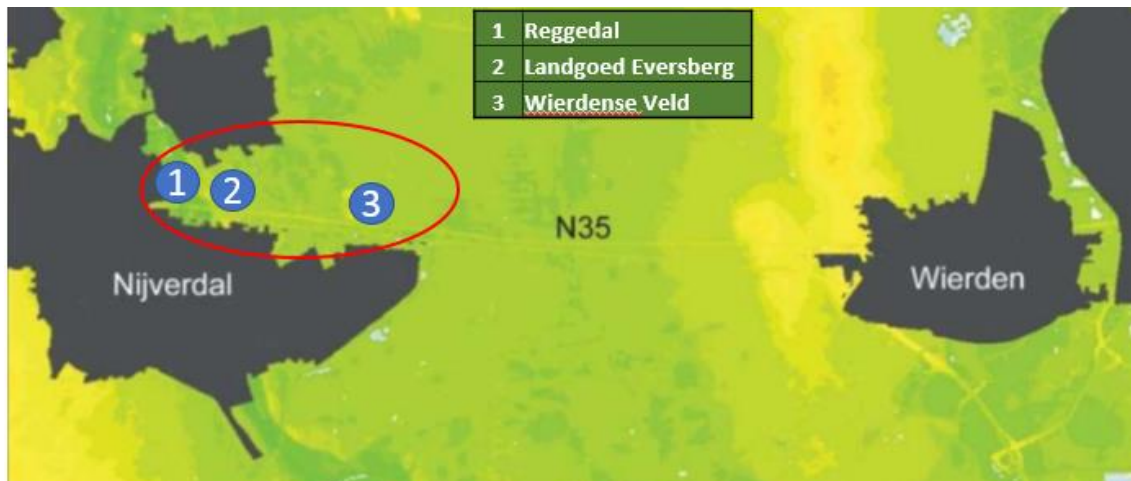 1 Reggedal
2 Landgoed Eversberg
3 Wierdense Veld
1
2
3
N35
Nijverdal
Wierden